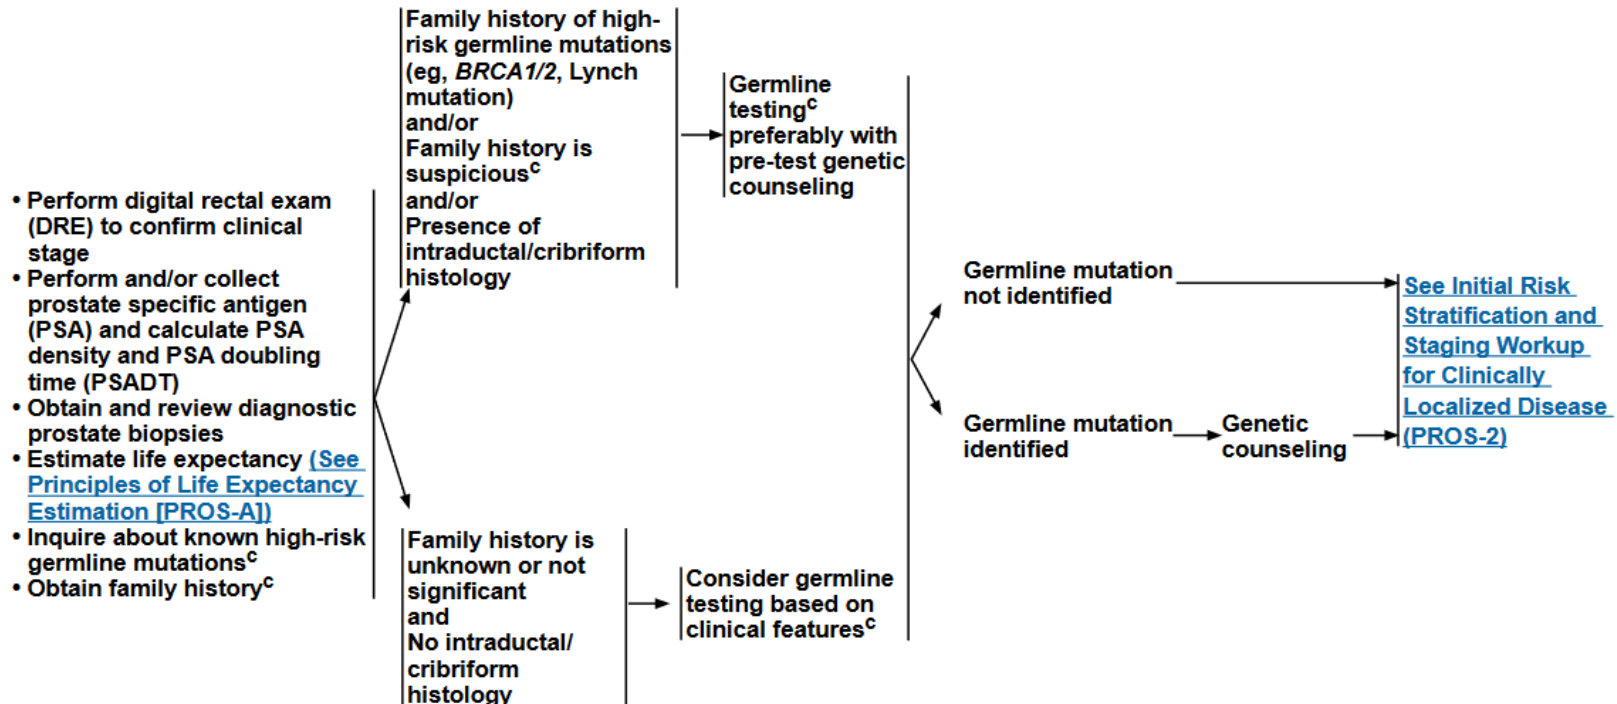 • Perform digital rectal exam
(DRE) to confirm clinical
stage
• Perform and/or collect
prostate specific antigen
(PSA) and calculate PSA
density and PSA doubling
time (PSADT)
• Obtain and review diagnostic
prostate biopsies
• Estimate life expectancy (See
Principles of Life Expectancy
Estimation [PROS-A])
• Inquire about known high-risk
germline mutationsc
• Obtain family historyc
Family history of high-
risk germline mutations
(eg, BRCA1/2, Lynch
mutation)
and/or
Family history is
suspiciousc
and/or
Presence of
intraductal/cribriform
histology
Germline
testingc
preferably with
pre-test genetic
counseling
Family history is
unknown or not
significant
and
No intraductal/
cribriform
histology
Consider germline
testing based on
clinical featuresc
Germline mutation
not identified
Germline mutation
identified
Genetic
counseling
See Initial Risk
Stratification and
Staging Workup
for Clinically
Localized Disease
(PROS-2)